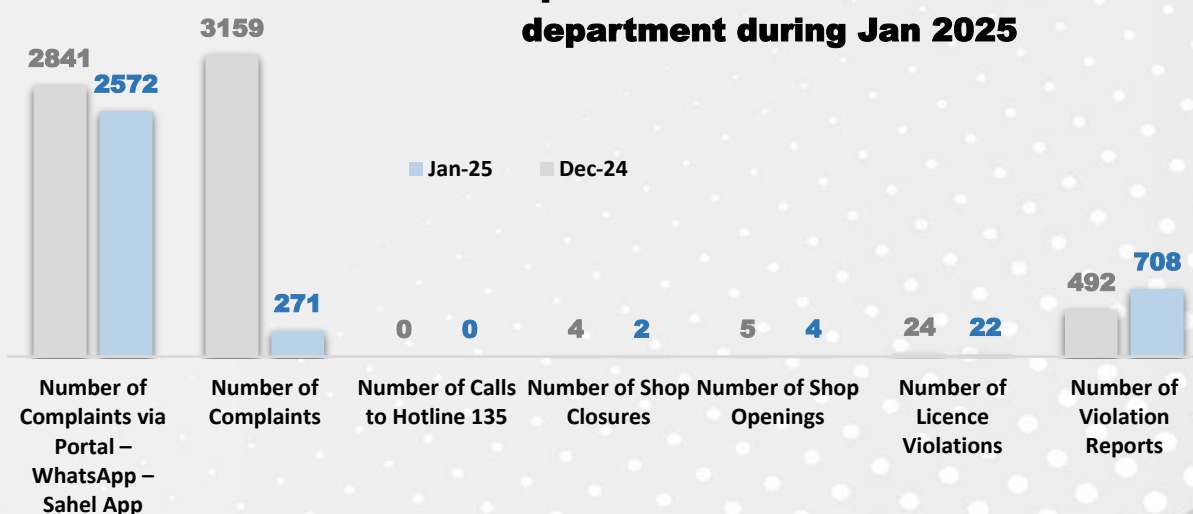 department during Jan 2025
2841
2572
3159
271
0
0
4
2
5
4
24
22
492
708
Jan-25
Dec-24
Number of
Complaints via
Portal –
WhatsApp –
Sahel App
Number of
Complaints
Number of Calls
to Hotline 135
Number of Shop
Closures
Number of Shop
Openings
Number of
Licence
Violations
Number of
Violation
Reports